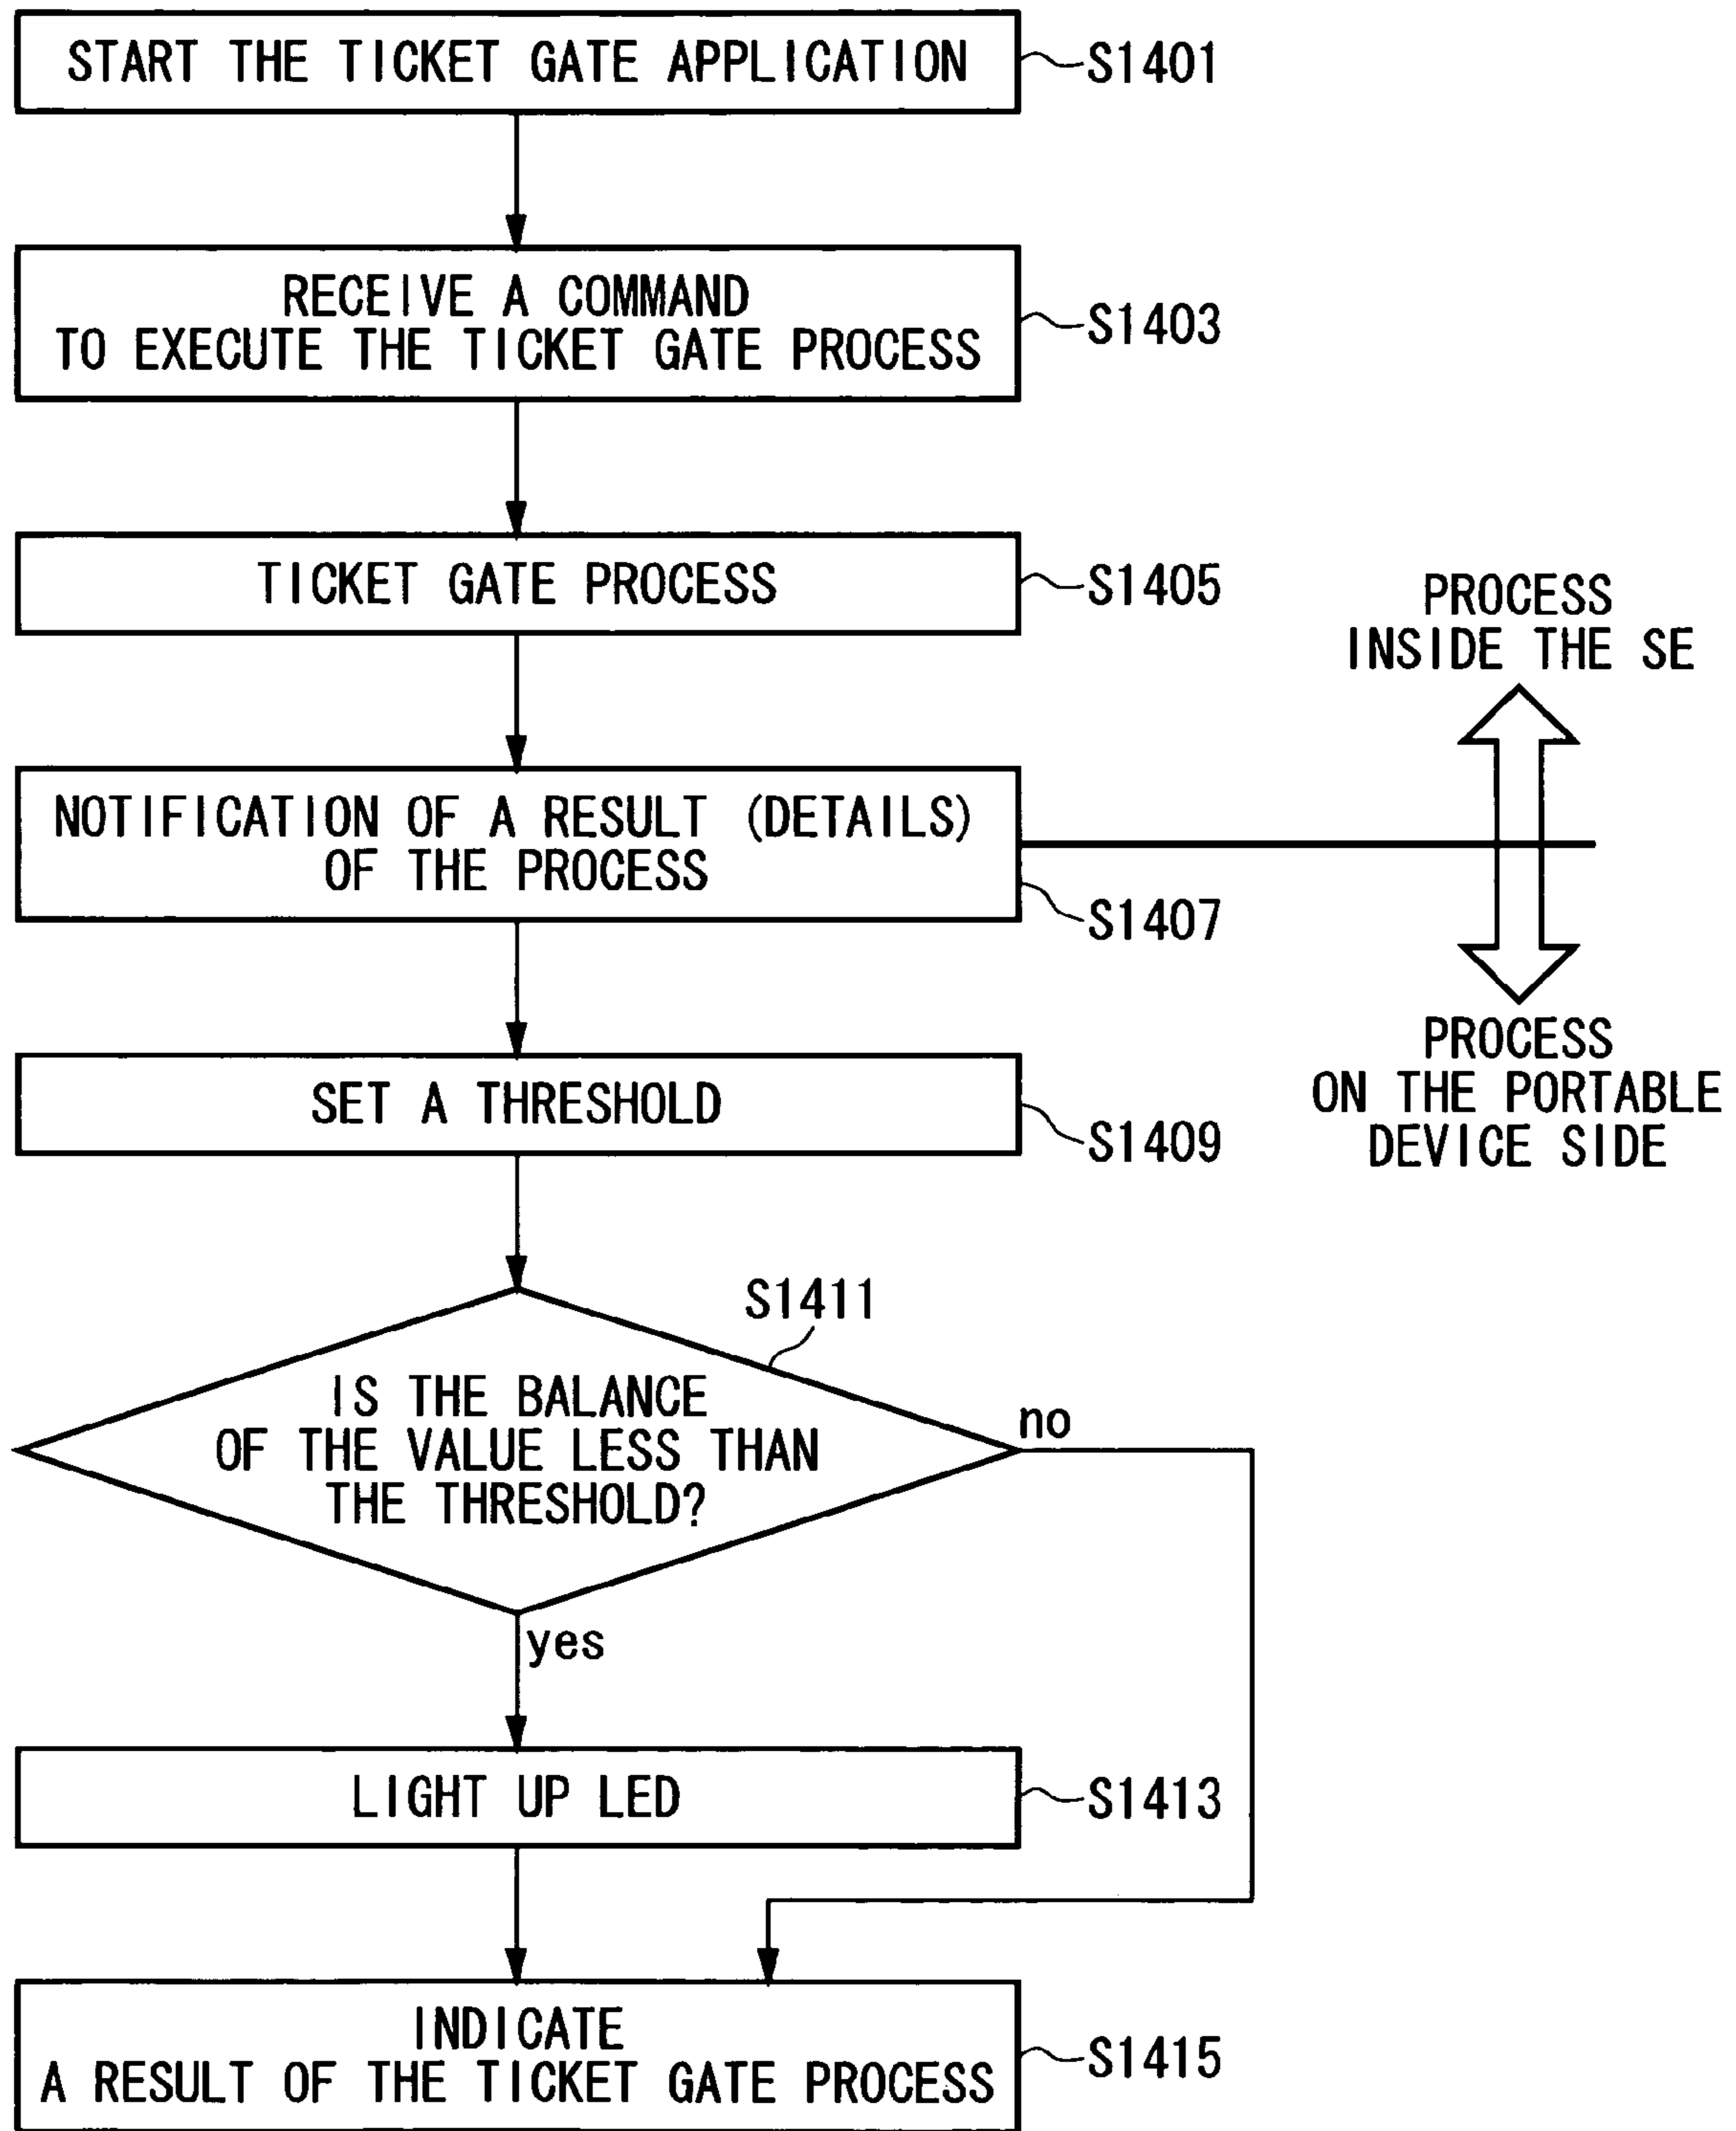 START THE TICKET GATE APPLICATION
S1401
RECEIVE A COMMAND
TO EXECUTE THE TICKET GATE PROCESS
S1403
TICKET GATE PROCESS
S1405
PROCESS
INSIDE THE SE
NOTIFICATION OF A RESULT (DETAILS)
OF THE PROCESS
S1407
PROCESS
ON THE PORTABLE
DEVICE SIDE
SET A THRESHOLD
S1409
S1411
IS THE BALANCE
OF THE VALUE LESS THAN
THE THRESHOLD?
no
yes
LIGHT UP LED
S1413
INDICATE
A RESULT OF THE TICKET GATE PROCESS
S1415